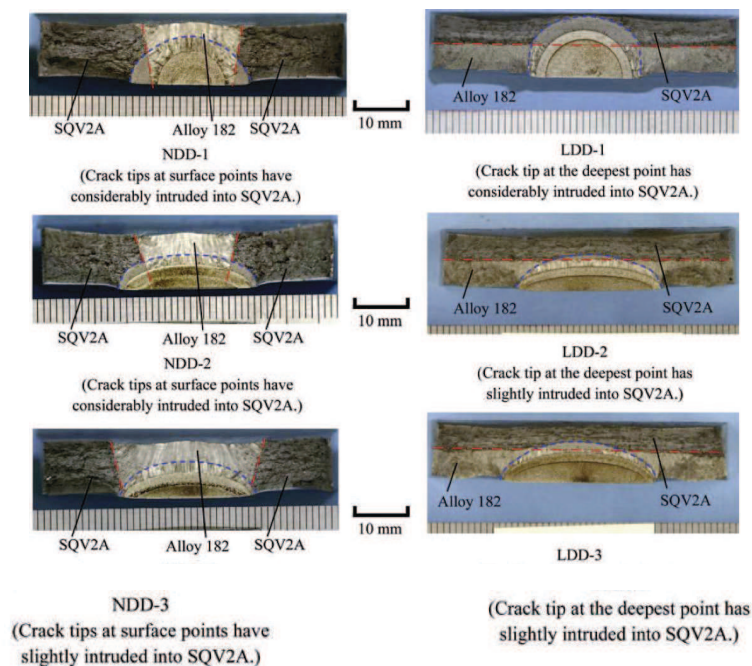 SQV2A
Alloy 182
SQV2A
10 mm
NDD-1
(Crack tips at surface points have
considerably intruded into SQV2A.)
Alloy 182
SQV2A
LDD-1
(Crack tip at the deepest point has
considerably intruded into SQV2A.)
SQV2A
Alloy 182
SQV2A
10 mm
NDD-2
(Crack tips at surface points have
considerably intruded into SQV2A.)
Alloy 182
SQV2A
LDD-2
(Crack tip at the deepest point has
slightly intruded into SQV2A.)
SQV2A
Alloy 182
SQV2A
10 mm
NDD-3
(Crack tips at surface points have
slightly intruded into SQV2A.)
Alloy 182
SQV2A
LDD-3
(Crack tip at the deepest point has
slightly intruded into SQV2A.)